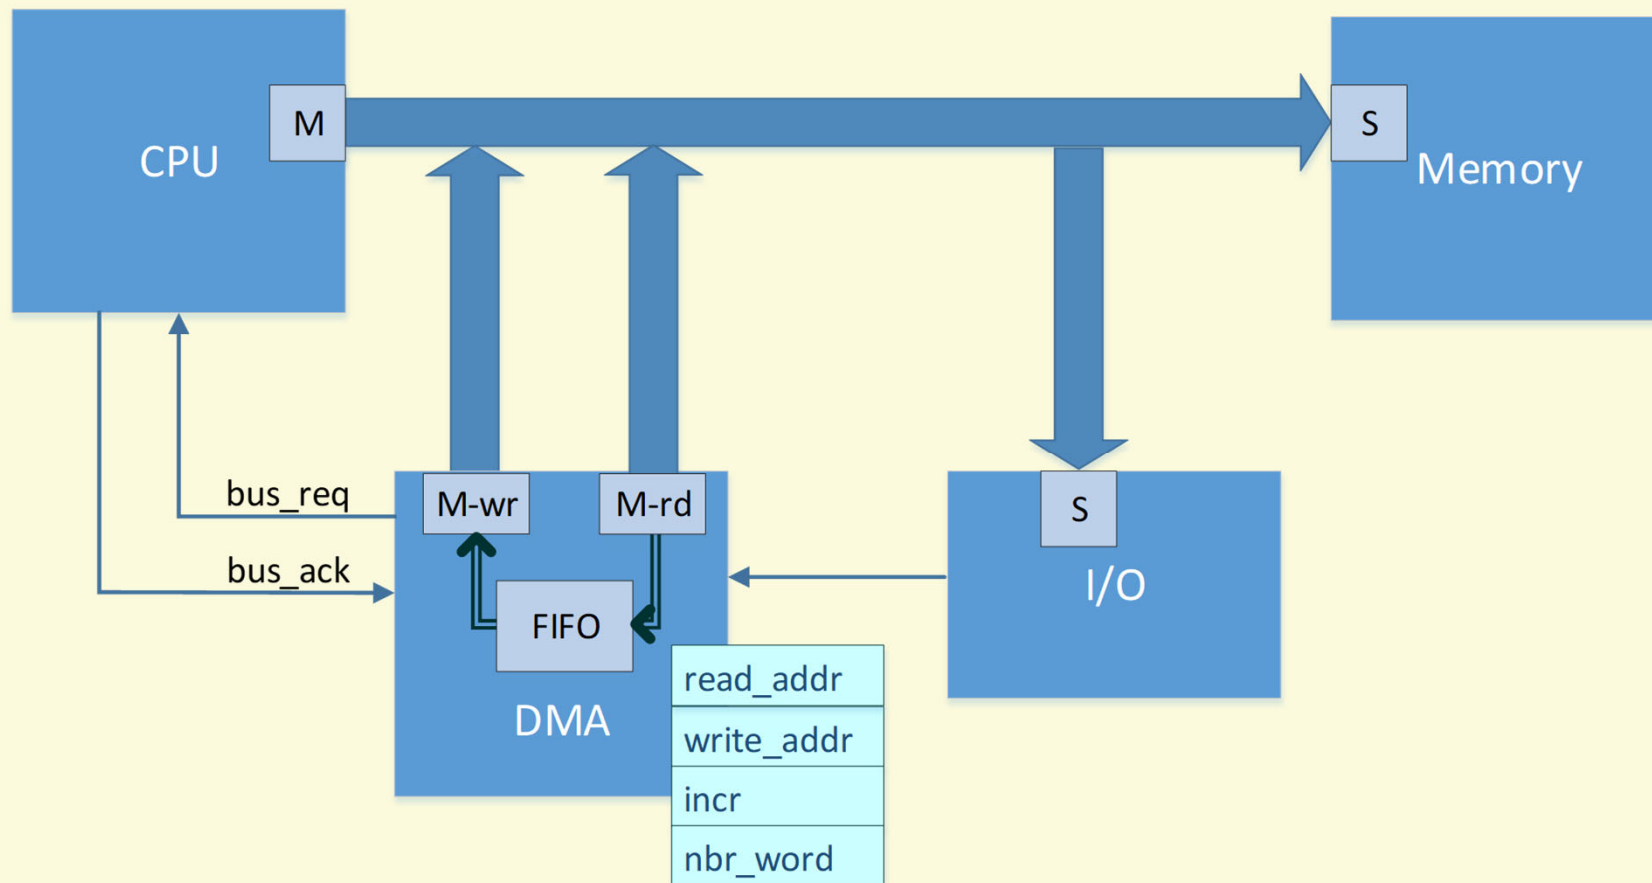 M
S
CPU
Memory
bus_req
M-wr
M-rd
S
bus_ack
I/O
FIFO
read_addr
DMA
write_addr
incr
nbr_word